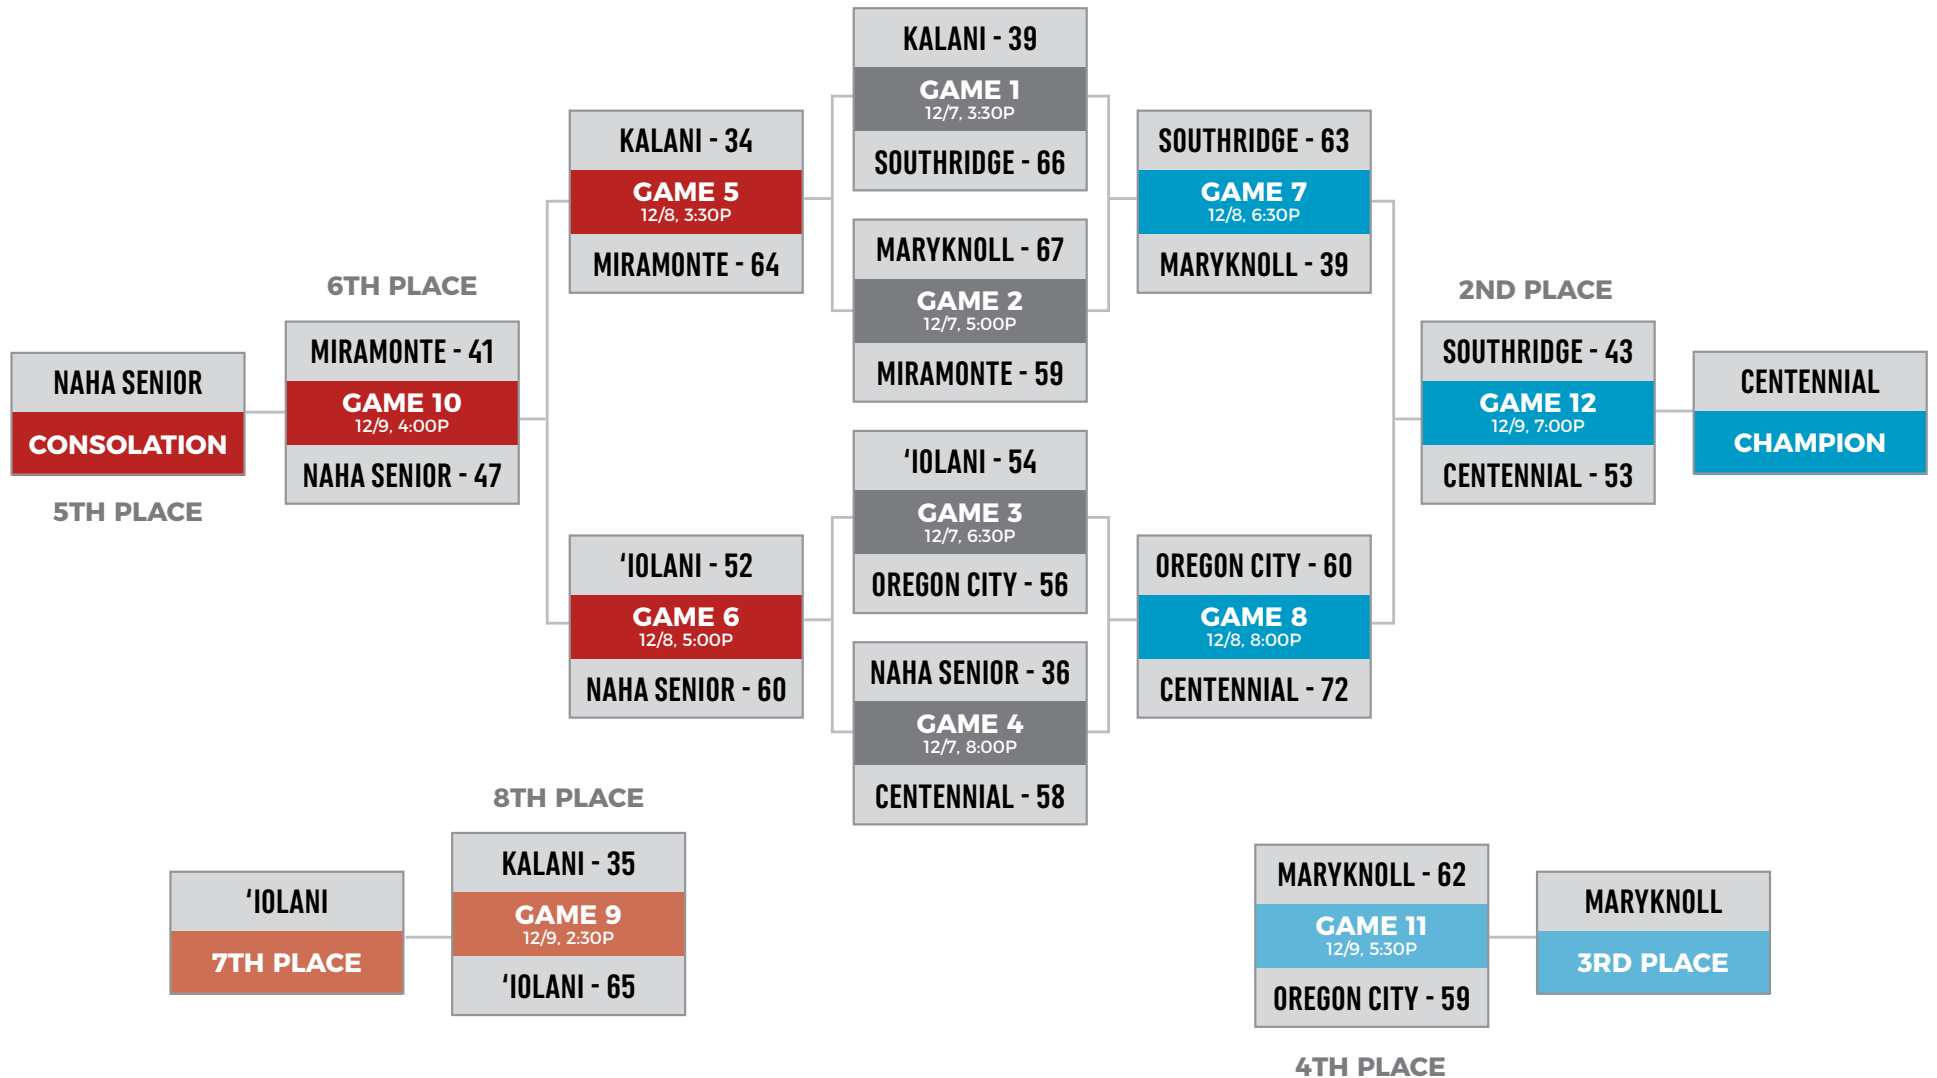 KALANI - 39
GAME 1
12/7, 3:30P
SOUTHRIDGE - 66
MARYKNOLL - 67
GAME 2
12/7, 5:00P
MIRAMONTE - 59
‘IOLANI - 54
GAME 3
12/7, 6:30P
OREGON CITY - 56
NAHA SENIOR - 36
GAME 4
12/7, 8:00P
CENTENNIAL - 58
KALANI - 34
GAME 5
12/8, 3:30P
MIRAMONTE - 64
‘IOLANI - 52
GAME 6
12/8, 5:00P
NAHA SENIOR - 60
SOUTHRIDGE - 63
GAME 7
12/8, 6:30P
MARYKNOLL - 39
OREGON CITY - 60
GAME 8
12/8, 8:00P
CENTENNIAL - 72
6TH PLACE
MIRAMONTE - 41
GAME 10
12/9, 4:00P
NAHA SENIOR - 47
NAHA SENIOR
CONSOLATION
5TH PLACE
2ND PLACE
SOUTHRIDGE - 43
GAME 12
12/9, 7:00P
CENTENNIAL - 53
CENTENNIAL
CHAMPION
8TH PLACE
KALANI - 35
GAME 9
12/9, 2:30P
‘IOLANI - 65
‘IOLANI
7TH PLACE
MARYKNOLL - 62
GAME 11
12/9, 5:30P
OREGON CITY - 59
4TH PLACE
MARYKNOLL
3RD PLACE